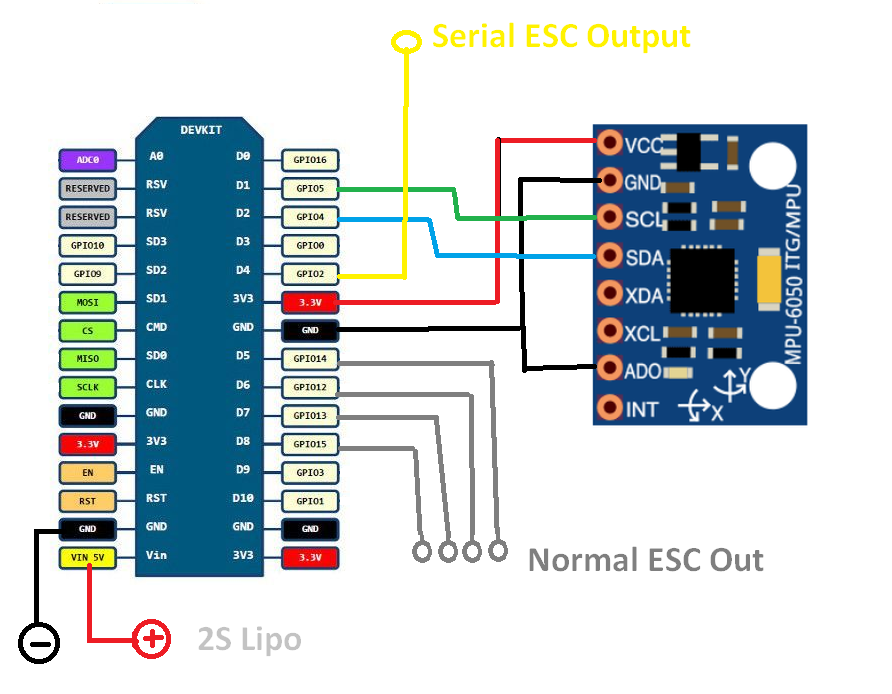 Serial ESC Output
DEVKIT
ADC0 A0 D0 GPIO16
RESERVED RSV D1 GPIO5
RESERVED RSV D2 GPIO4
GPIO10 SD3 D3 GPIO0
GPIO9 SD2 D4 GPIO2
MOSI SD1 3V3 3.3V
CS CMD GND GND
MISO SD0 D5 GPIO14
SCLK CLK D6 GPIO12
GND GND D7 GPIO13
3.3V 3V3 D8 GPIO15
EN EN D9 GPIO3
RST RST D10 GPIO1
GND GND GND GND
VIN 5V Vin 3V3 3.3V
VCC
GND
SCL
SDA
XDA
XCL
ADO
INT
MPU-6050 ITG/MPU
Y
X
Normal ESC Out
− + 2S Lipo